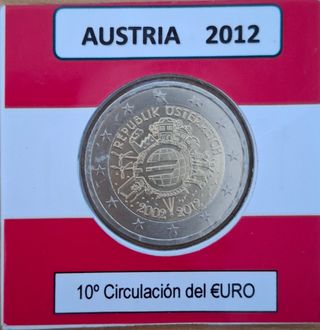 AUSTRIA 2012
REPUBLIK ÖSTERREICH
2002 2012
10º Circulación del €URO